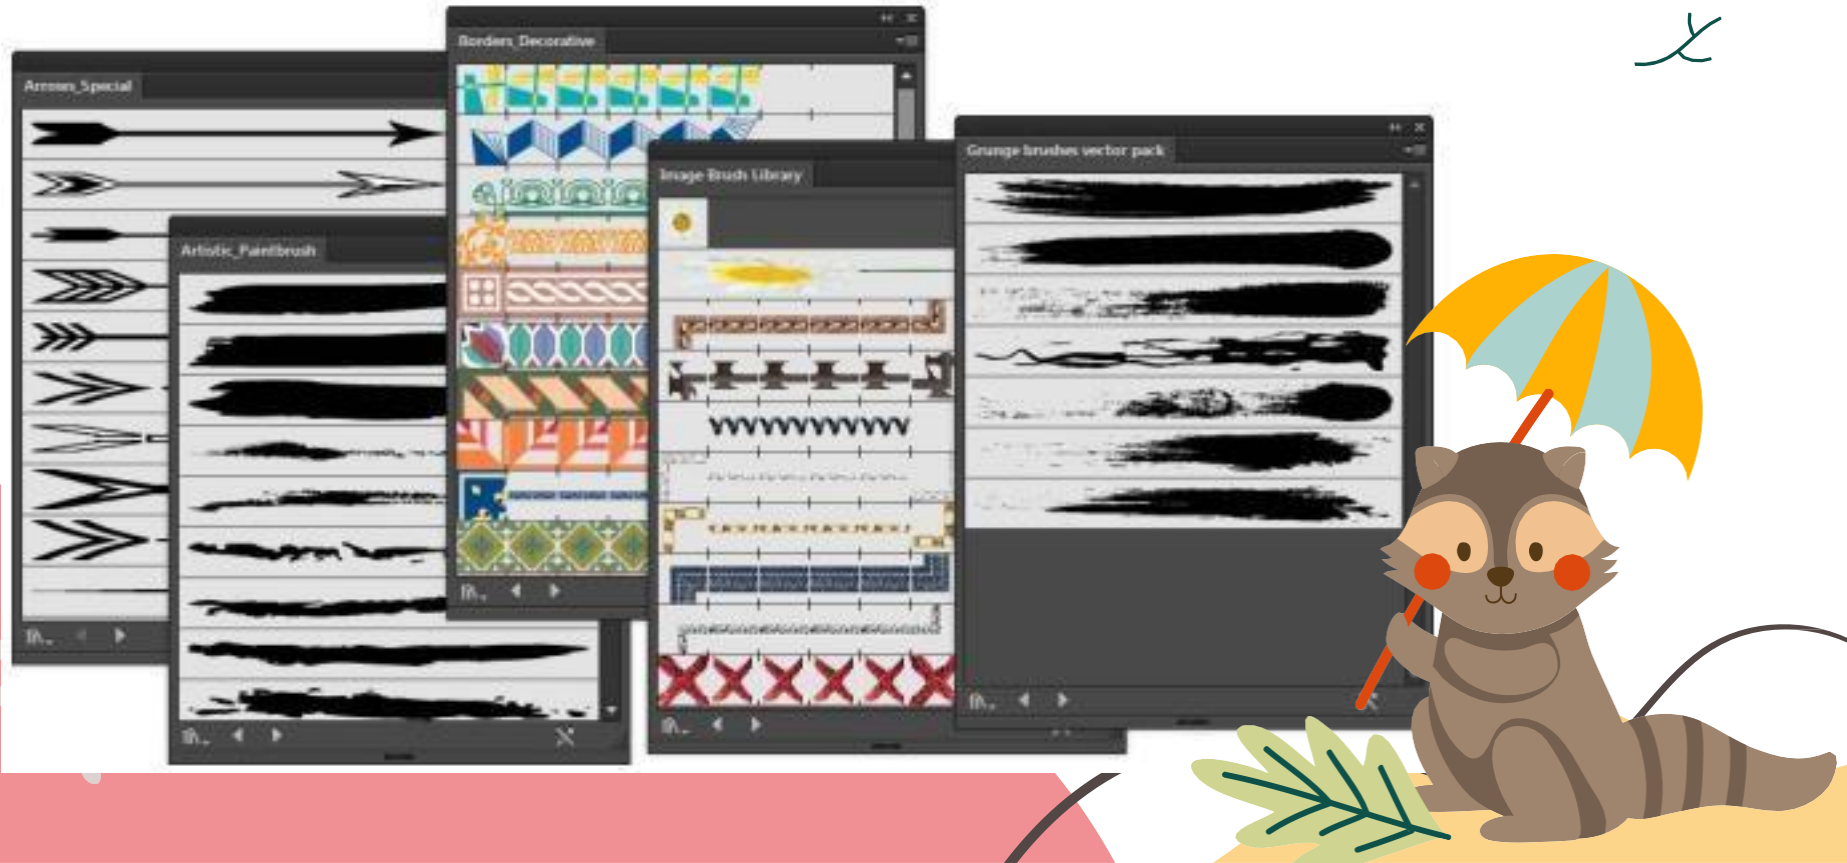 Arrows_Special
Artistic_Paintbrush
Borders_Decorative
Image Brush Library
Grunge brushes vector pack